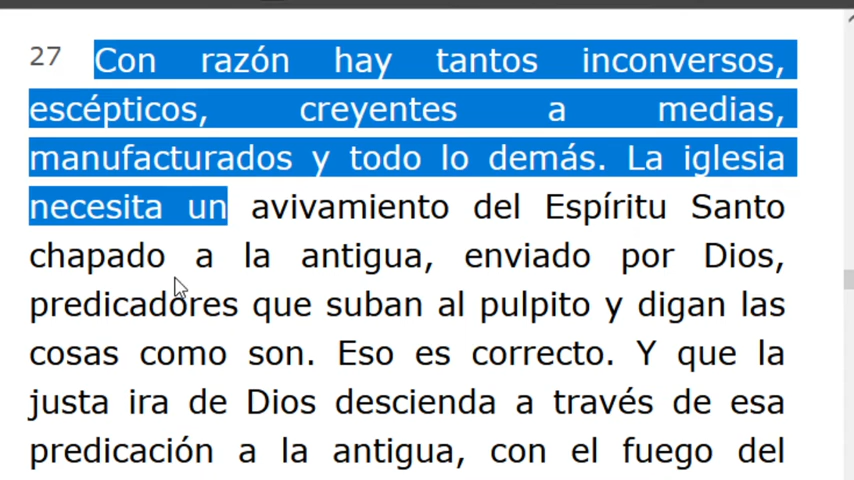 27 Con razón hay tantos inconversos,
escépticos, creyentes a medias,
manufacturados y todo lo demás. La iglesia
necesita un avivamiento del Espíritu Santo
chapado a la antigua, enviado por Dios,
predicadores que suban al pulpito y digan las
cosas como son. Eso es correcto. Y que la
justa ira de Dios descienda a través de esa
predicación a la antigua, con el fuego del